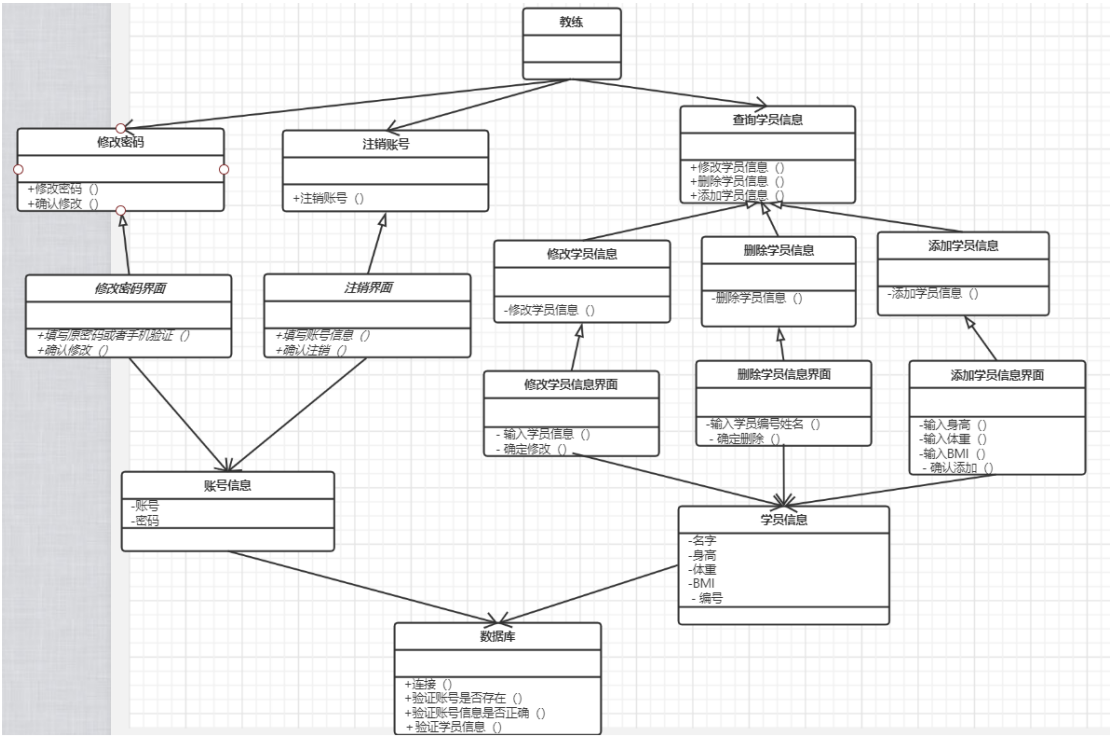 教练
修改密码
+修改密码（）
+确认修改（）
注销账号
+注销账号（）
查询学员信息
+修改学员信息（）
+删除学员信息（）
+添加学员信息（）
修改密码界面
+填写原密码或者手机验证（）
+确认修改（）
注销界面
+填写账号信息（）
+确认注销（）
修改学员信息
-修改学员信息（）
删除学员信息
-删除学员信息（）
添加学员信息
-添加学员信息（）
修改学员信息界面
- 输入学员信息（）
- 确定修改（）
删除学员信息界面
-输入学员编号姓名（）
- 确定删除（）
添加学员信息界面
-输入身高（）
-输入体重（）
-输入BMI（）
- 确认添加（）
账号信息
-账号
-密码
学员信息
-名字
-身高
-体重
-BMI
- 编号
数据库
+连接（）
+验证账号是否存在（）
+验证账号信息是否正确（）
+验证学员信息（）